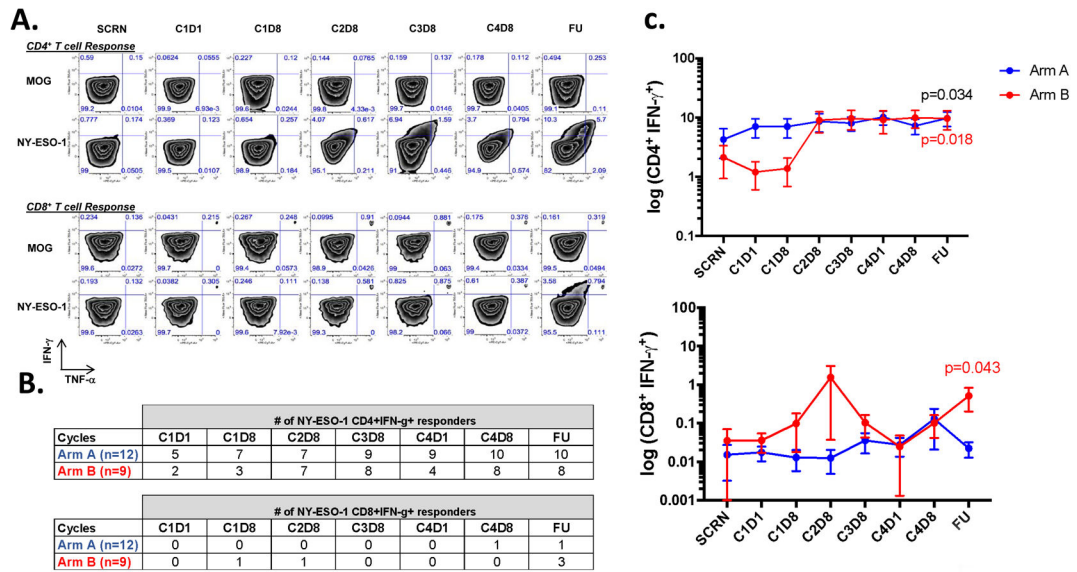 A.
SCRN C1D1 C1D8 C2D8 C3D8 C4D8 FU
CD4⁺ T cell Response
0.59 0.15 0.0624 0.0555 0.227 0.12 0.144 0.0765 0.159 0.137 0.178 0.112 0.494 0.253
MOG
99.2 0.0104 99.9 6.93e-3 99.6 0.0244 99.8 4.33e-3 99.7 0.0146 99.7 0.0405 99.1 0.11
0.777 0.174 0.369 0.123 0.654 0.257 4.07 0.617 3.94 1.59 3.7 0.794 10.3 5.7
NY-ESO-1
99 0.0505 99.5 0.0107 98.9 0.184 95.1 0.211 91 0.446 94.9 0.574 82 2.09
CD8⁺ T cell Response
0.234 0.136 0.0431 0.215 0.267 0.248 0.0995 0.91 0.0944 0.881 0.175 0.376 0.161 0.319
MOG
99.6 0.0272 99.7 0 99.4 0.0573 98.9 0.0426 99 0.063 99.4 0.0334 99.5 0.0494
0.193 0.132 0.0382 0.305 0.246 0.111 0.138 0.581 0.825 0.875 0.61 0.387 3.58 0.794
NY-ESO-1
99.6 0.0263 99.7 0 99.6 7.92e-3 99.3 0 98.2 0.066 99 0.0372 95.5 0.111
IFN-γ
TNF-α
B.
# of NY-ESO-1 CD4+IFN-g+ responders
Cycles C1D1 C1D8 C2D8 C3D8 C4D1 C4D8 FU
Arm A (n=12) 5 7 7 9 9 10 10
Arm B (n=9) 2 3 7 8 4 8 8
# of NY-ESO-1 CD8+IFN-g+ responders
Cycles C1D1 C1D8 C2D8 C3D8 C4D1 C4D8 FU
Arm A (n=12) 0 0 0 0 0 1 1
Arm B (n=9) 0 1 1 0 0 0 3
c.
log (CD4⁺ IFN-γ⁺)
100
10
1
0.1
p=0.034
p=0.018
Arm A
Arm B
SCRN C1D1 C1D8 C2D8 C3D8 C4D1 C4D8 FU
log (CD8⁺ IFN-γ⁺)
100
10
1
0.1
0.01
0.001
p=0.043
SCRN C1D1 C1D8 C2D8 C3D8 C4D1 C4D8 FU